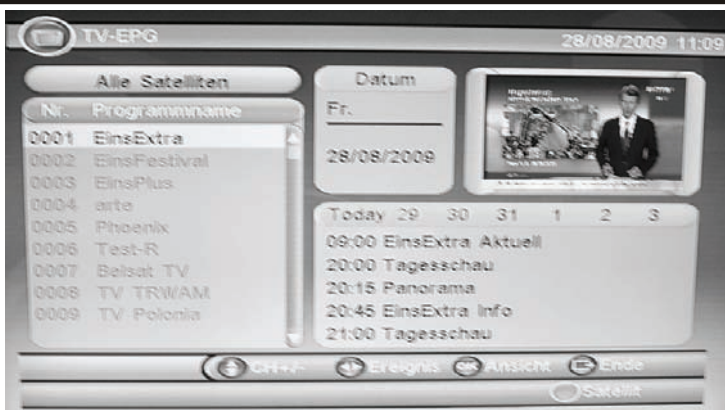 TV-EPG
28/08/2009 11:09
Alle Satelliten
Nr. Programmname
0001 EinsExtra
0002 EinsFestival
0003 EinsPlus
0004 arte
0005 Phoenix
0006 Test-R
0007 Belsat TV
0008 TV TRWAM
0009 TV Polonia
Datum
Fr.
28/08/2009
Today 29 30 31 1 2 3
09:00 EinsExtra Aktuell
20:00 Tagesschau
20:15 Panorama
20:45 EinsExtra Info
21:00 Tagesschau
CH+/- Ereignis OK Ansicht Ende
Satellit